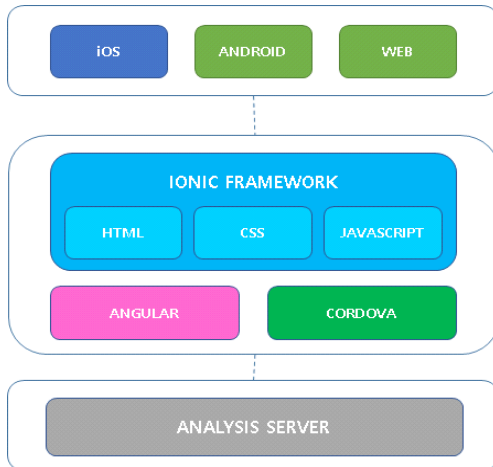 iOS
ANDROID
WEB
IONIC FRAMEWORK
HTML
CSS
JAVASCRIPT
ANGULAR
CORDOVA
ANALYSIS SERVER